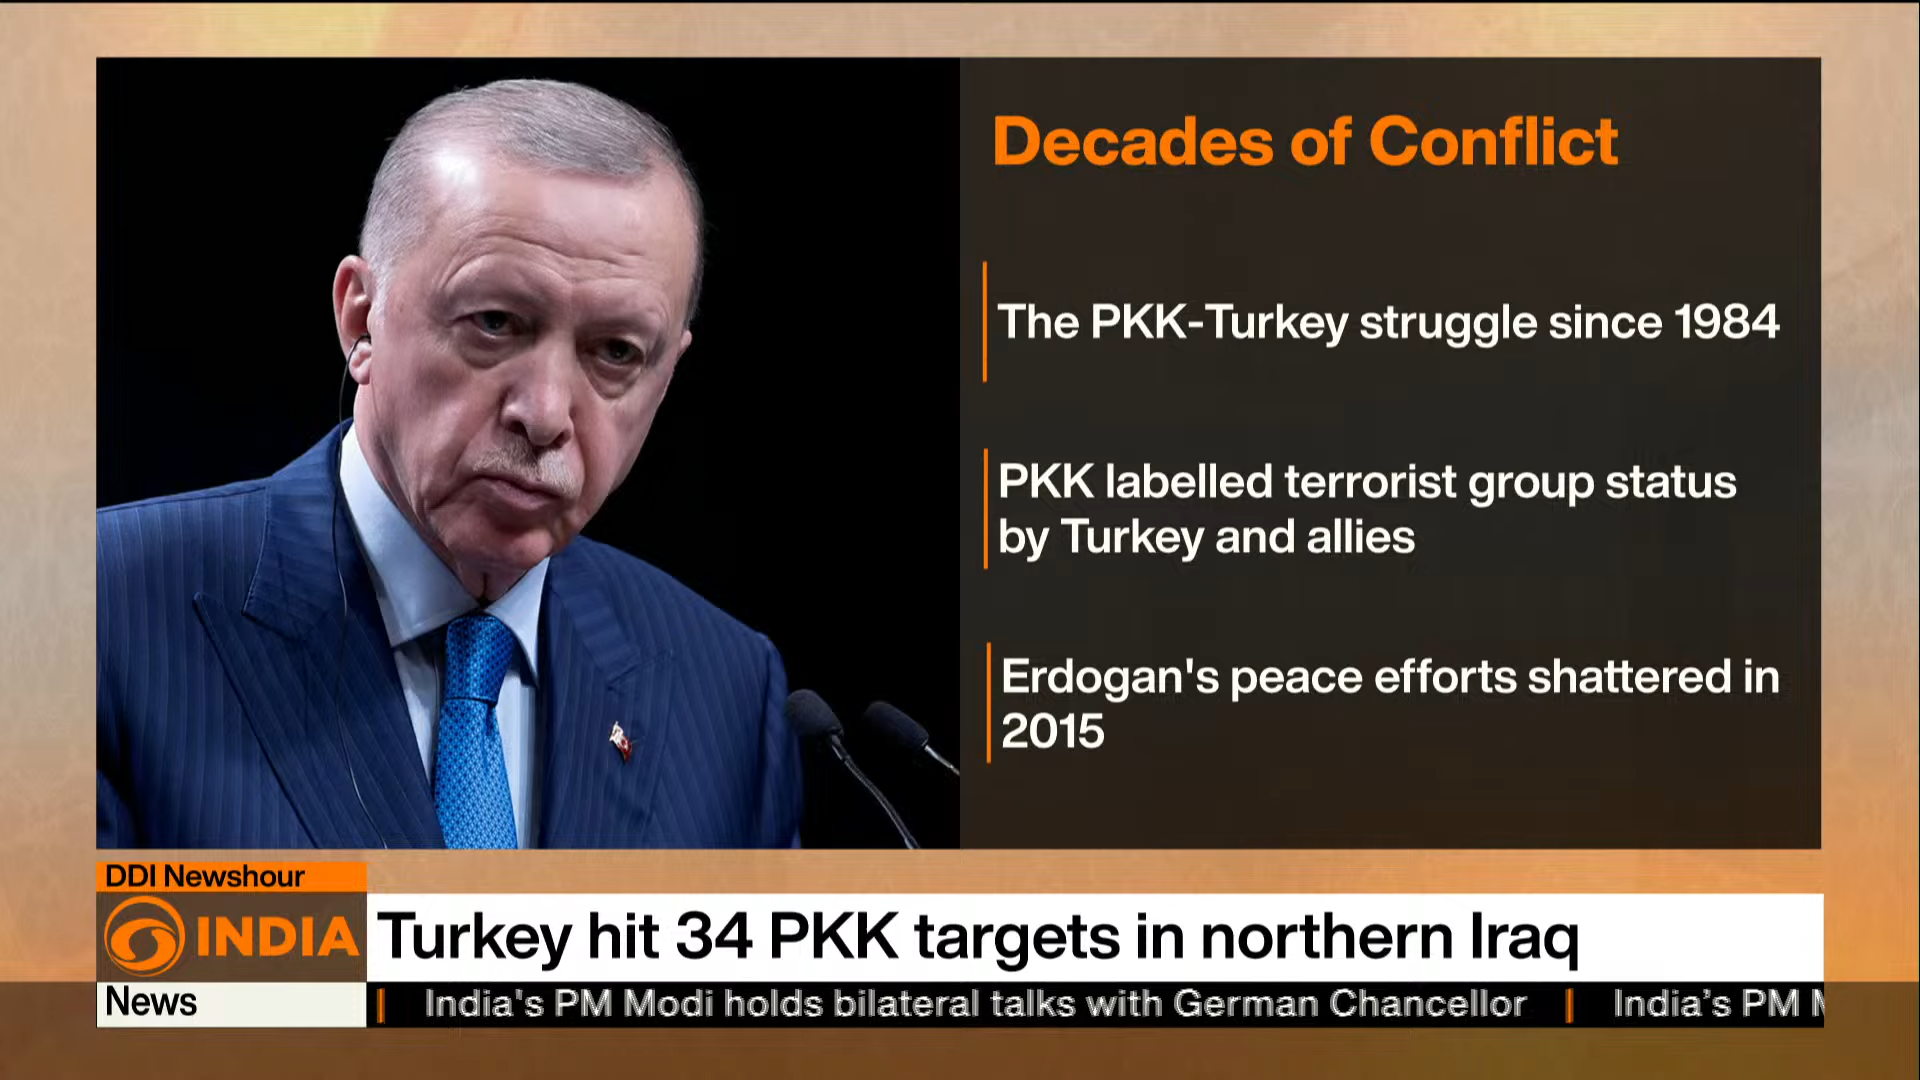 Decades of Conflict
The PKK-Turkey struggle since 1984
PKK labelled terrorist group status
by Turkey and allies
Erdogan's peace efforts shattered in
2015
DDI Newshour
INDIA
Turkey hit 34 PKK targets in northern Iraq
News
| India's PM Modi holds bilateral talks with German Chancellor | India's PM